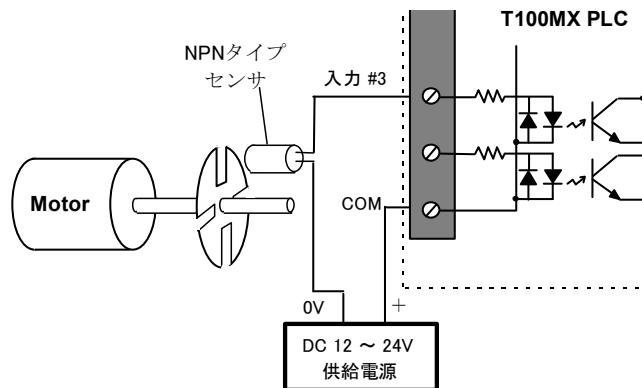 T100MX PLC
NPNタイプ
センサ
入力 #3
Motor
COM
0V
+
DC 12 ～ 24V
供給電源